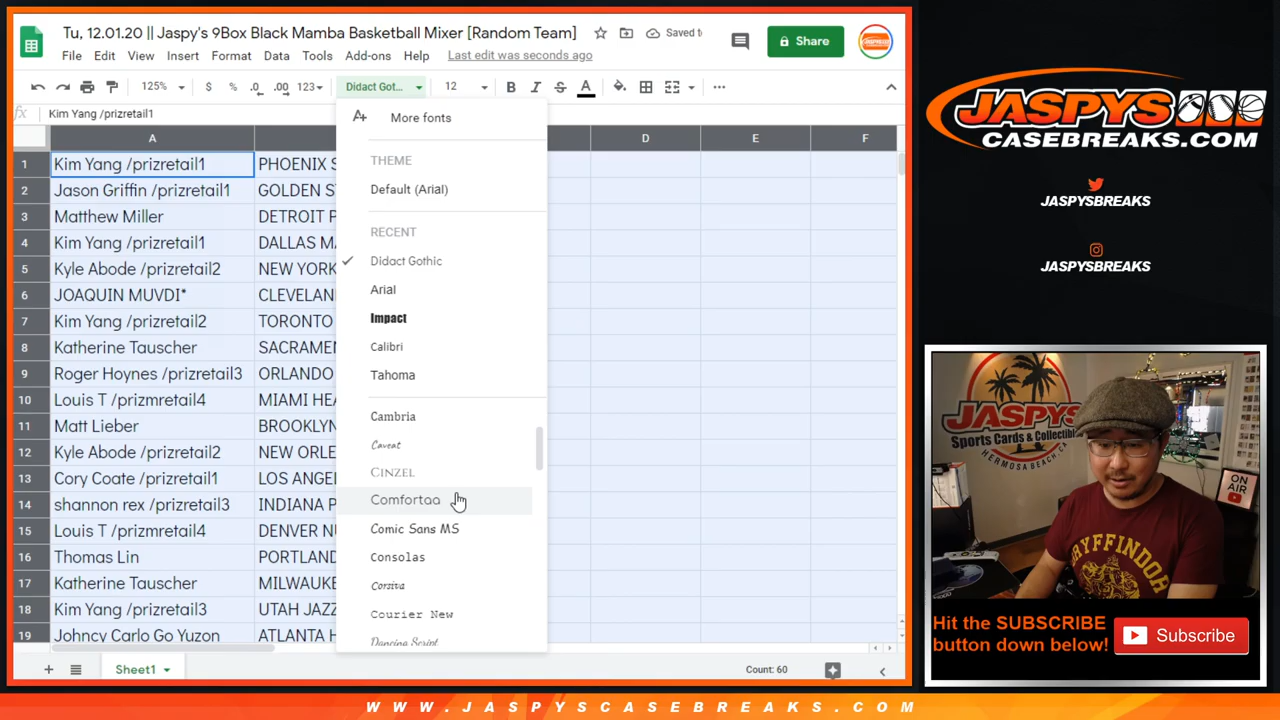 Tu, 12.01.20 || Jaspy's 9Box Black Mamba Basketball Mixer [Random Team]
Saved t
File Edit View Insert Format Data Tools Add-ons Help Last edit was seconds ago
Share
125% $ % .0 .00 123 Didact Got... 12 B I S A
fx Kim Yang /prizretail1
A D E F
1 Kim Yang /prizretail1 PHOENIX S
2 Jason Griffin /prizretail1 GOLDEN S
3 Matthew Miller DETROIT P
4 Kim Yang /prizretail1 DALLAS MA
5 Kyle Abode /prizretail2 NEW YORK
6 JOAQUIN MUVDI* CLEVELAN
7 Kim Yang /prizretail2 TORONTO
8 Katherine Tauscher SACRAMEN
9 Roger Hoynes /prizretail3 ORLANDO
10 Louis T /prizmretail4 MIAMI HEA
11 Matt Lieber BROOKLYN
12 Kyle Abode /prizretail2 NEW ORLE
13 Cory Coate /prizretail1 LOS ANGEL
14 shannon rex /prizretail3 INDIANA P
15 Louis T /prizmretail4 DENVER NU
16 Thomas Lin PORTLAND
17 Katherine Tauscher MILWAUKE
18 Kim Yang /prizretail3 UTAH JAZZ
19 Johncy Carlo Go Yuzon ATLANTA H
More fonts
THEME
Default (Arial)
RECENT
Didact Gothic
Arial
Impact
Calibri
Tahoma
Cambria
Caveat
CINZEL
Comfortaa
Comic Sans MS
Consolas
Corsiva
Courier New
Dancing Script
Sheet1
Count: 60
JASPYS
CASEBREAKS.COM
JASPYSBREAKS
JASPYSBREAKS
JASPYS
Sports Cards & Collectibles
HERMOSA BEACH, CA
ON AIR
GRYFFINDOR
Hit the SUBSCRIBE
button down below!
Subscribe
WWW.JASPYSCASEBREAKS.COM